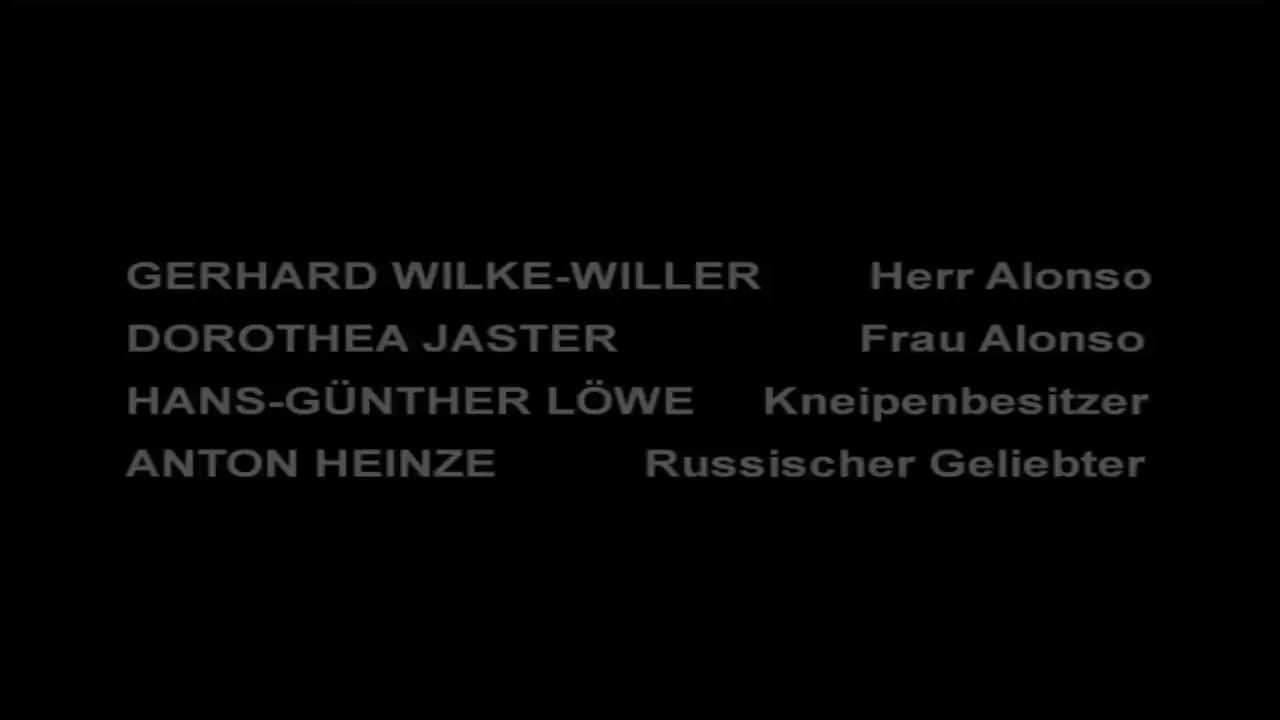 GERHARD WILKE-WILLER Herr Alonso
DOROTHEA JASTER Frau Alonso
HANS-GÜNTHER LÖWE Kneipenbesitzer
ANTON HEINZE Russischer Geliebter